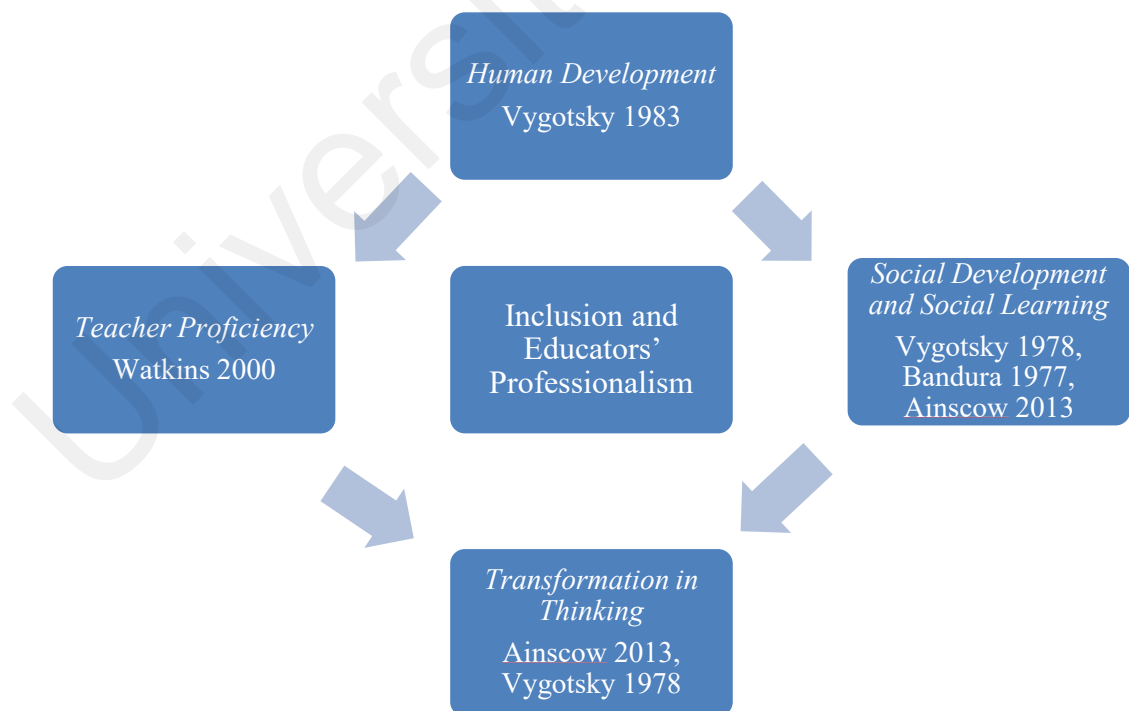 Human Development
Vygotsky 1983
Teacher Proficiency
Watkins 2000
Inclusion and
Educators’
Professionalism
Social Development
and Social Learning
Vygotsky 1978,
Bandura 1977,
Ainscow 2013
Transformation in
Thinking
Ainscow 2013,
Vygotsky 1978
Universit